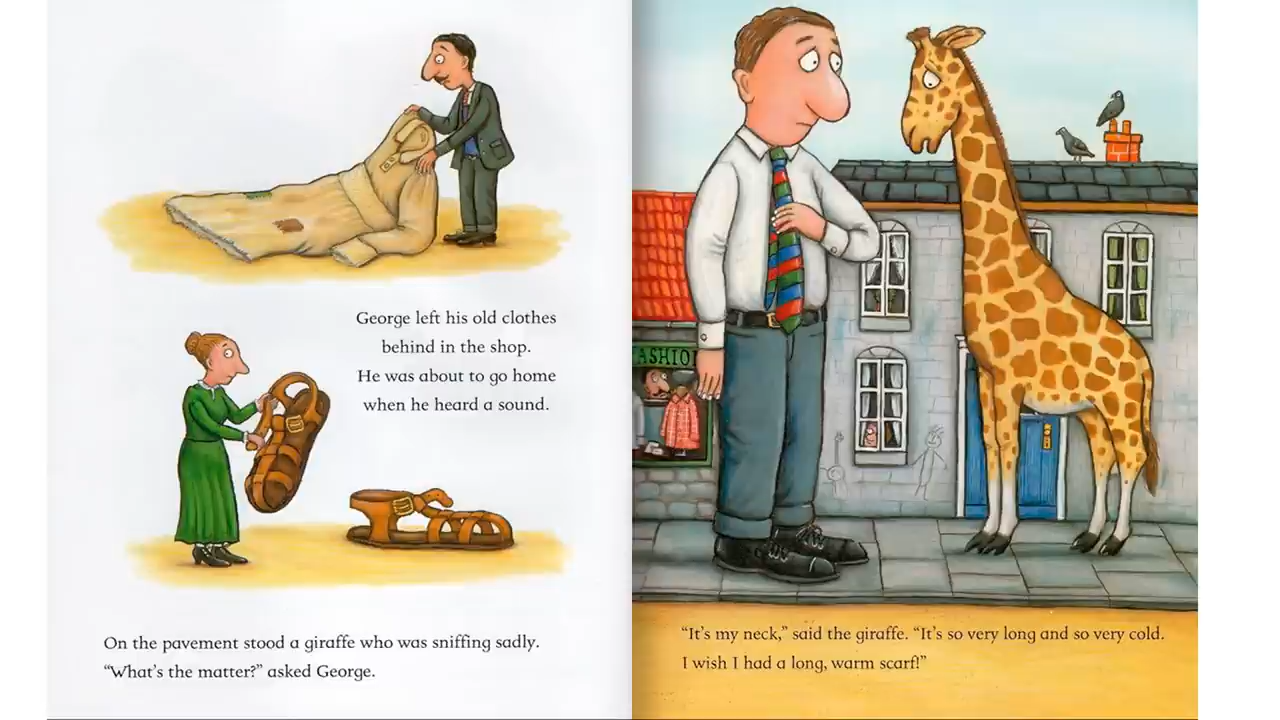 George left his old clothes
behind in the shop.
He was about to go home
when he heard a sound.
On the pavement stood a giraffe who was sniffing sadly.
“What’s the matter?” asked George.
ASHIO
“It’s my neck,” said the giraffe. “It’s so very long and so very cold.
I wish I had a long, warm scarf!”